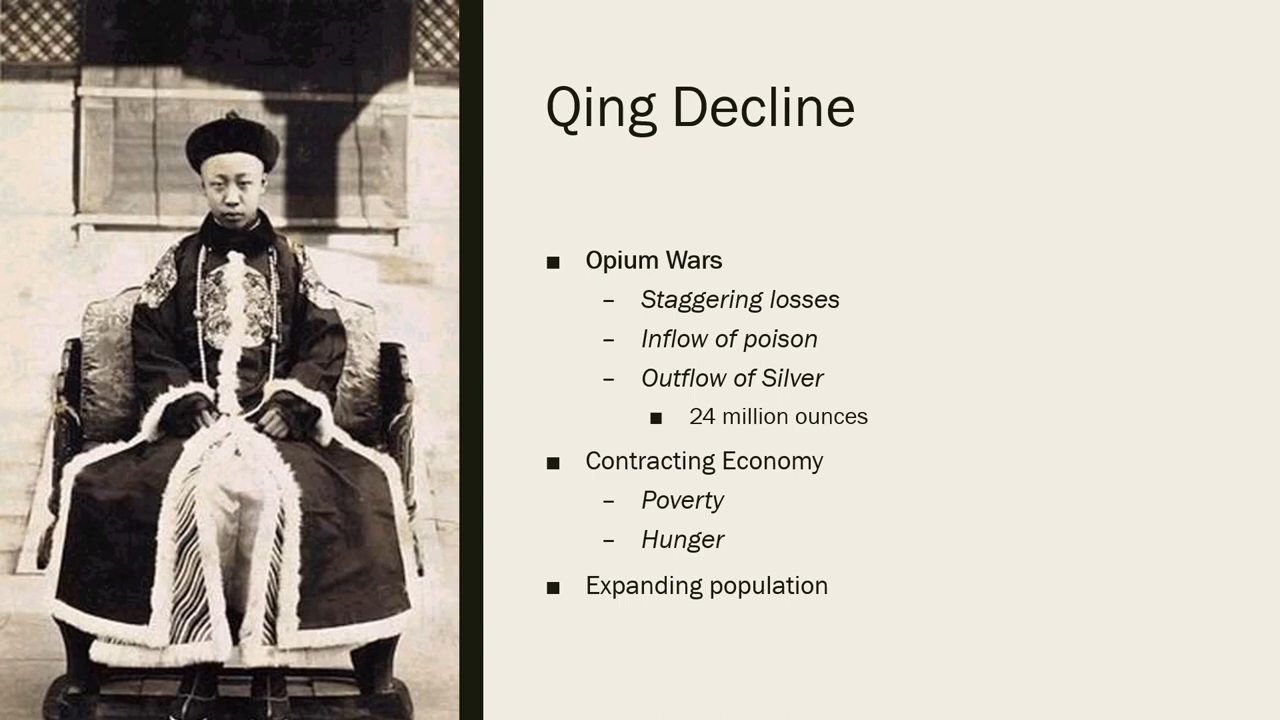 Qing Decline
■ Opium Wars
– Staggering losses
– Inflow of poison
– Outflow of Silver
■ 24 million ounces
■ Contracting Economy
– Poverty
– Hunger
■ Expanding population